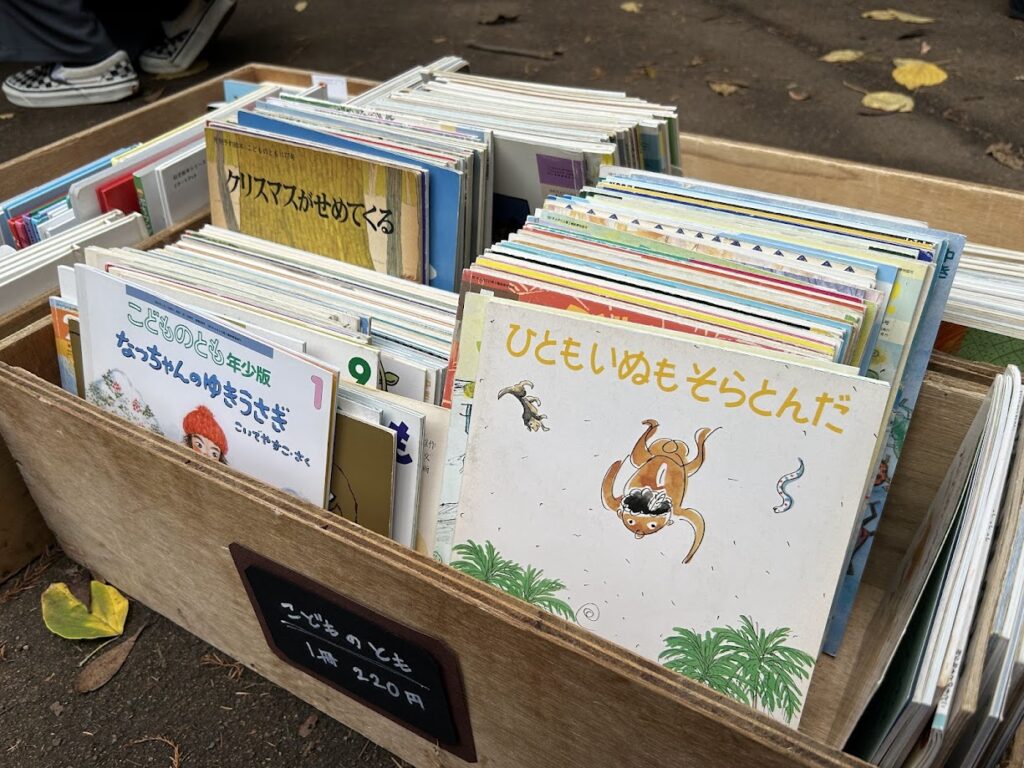 クリスマスがせめてくる
こどものとも年少版
1
なっちゃんのゆきうさぎ
こいでやすこ・さく
9
ひともいぬもそらとんだ
こどものとも
1冊 220円